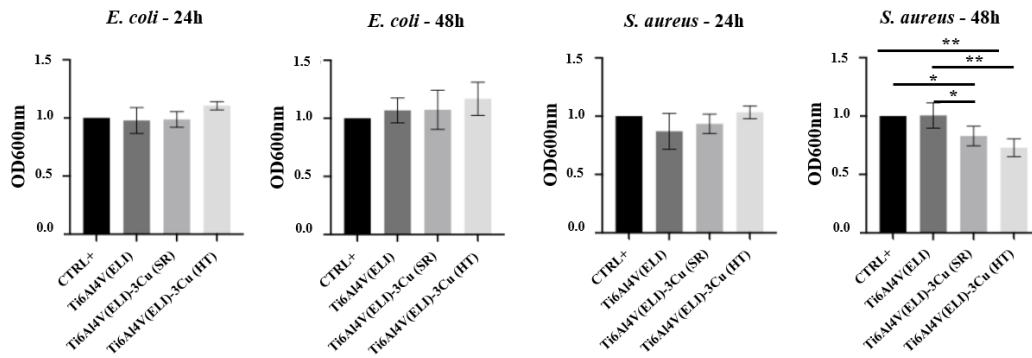 E. coli - 24h
OD600nm
1.5
1.0
0.5
0.0
CTRL+
Ti6Al4V(ELI)
Ti6Al4V(ELI)-3Cu (SR)
Ti6Al4V(ELI)-3Cu (HT)
E. coli - 48h
OD600nm
1.5
1.0
0.5
0.0
CTRL+
Ti6Al4V(ELI)
Ti6Al4V(ELI)-3Cu (SR)
Ti6Al4V(ELI)-3Cu (HT)
S. aureus - 24h
OD600nm
1.5
1.0
0.5
0.0
CTRL+
Ti6Al4V(ELI)
Ti6Al4V(ELI)-3Cu (SR)
Ti6Al4V(ELI)-3Cu (HT)
S. aureus - 48h
OD600nm
1.5
1.0
0.5
0.0
**
**
*
*
CTRL+
Ti6Al4V(ELI)
Ti6Al4V(ELI)-3Cu (SR)
Ti6Al4V(ELI)-3Cu (HT)